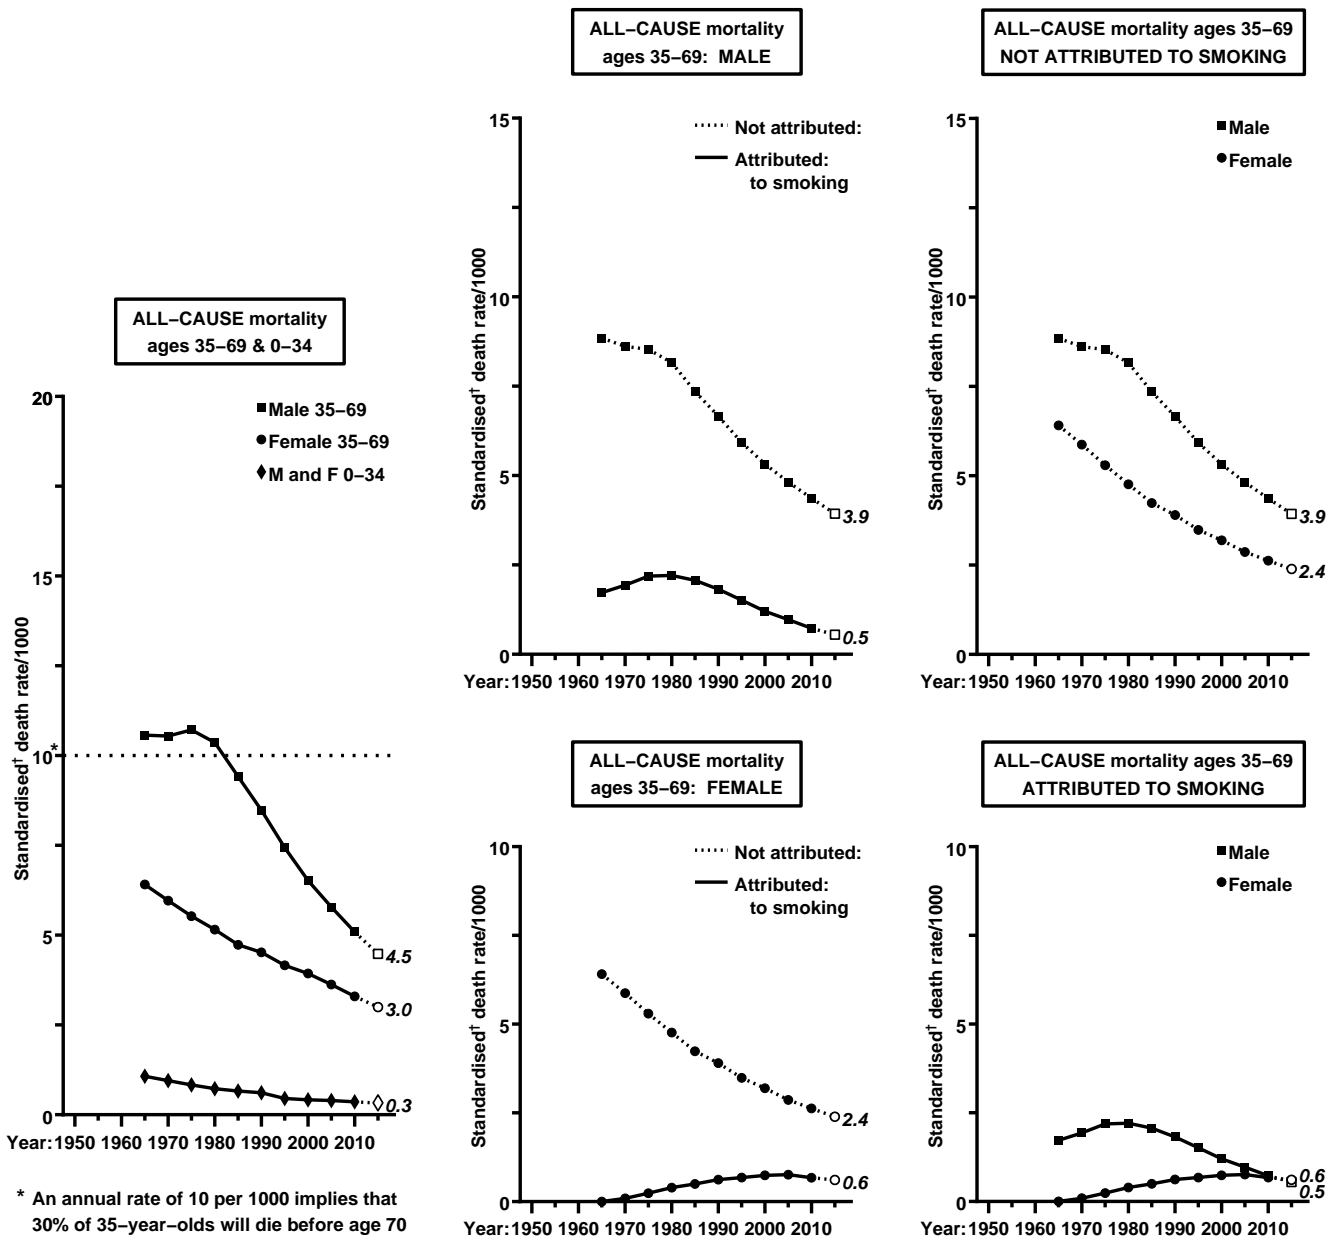 ALL−CAUSE mortality
ages 35−69 & 0−34
Male 35−69
Female 35−69
M and F 0−34
Standardised† death rate/1000
20
15
10*
5
0
4.5
3.0
0.3
Year: 1950 1960 1970 1980 1990 2000 2010
* An annual rate of 10 per 1000 implies that
30% of 35−year−olds will die before age 70
ALL−CAUSE mortality
ages 35−69: MALE
Not attributed:
Attributed:
to smoking
Standardised† death rate/1000
15
10
5
0
3.9
0.5
Year: 1950 1960 1970 1980 1990 2000 2010
ALL−CAUSE mortality ages 35−69
NOT ATTRIBUTED TO SMOKING
Male
Female
Standardised† death rate/1000
15
10
5
0
3.9
2.4
Year: 1950 1960 1970 1980 1990 2000 2010
ALL−CAUSE mortality
ages 35−69: FEMALE
Not attributed:
Attributed:
to smoking
Standardised† death rate/1000
10
5
0
2.4
0.6
Year: 1950 1960 1970 1980 1990 2000 2010
ALL−CAUSE mortality ages 35−69
ATTRIBUTED TO SMOKING
Male
Female
Standardised† death rate/1000
10
5
0
0.6
0.5
Year: 1950 1960 1970 1980 1990 2000 2010